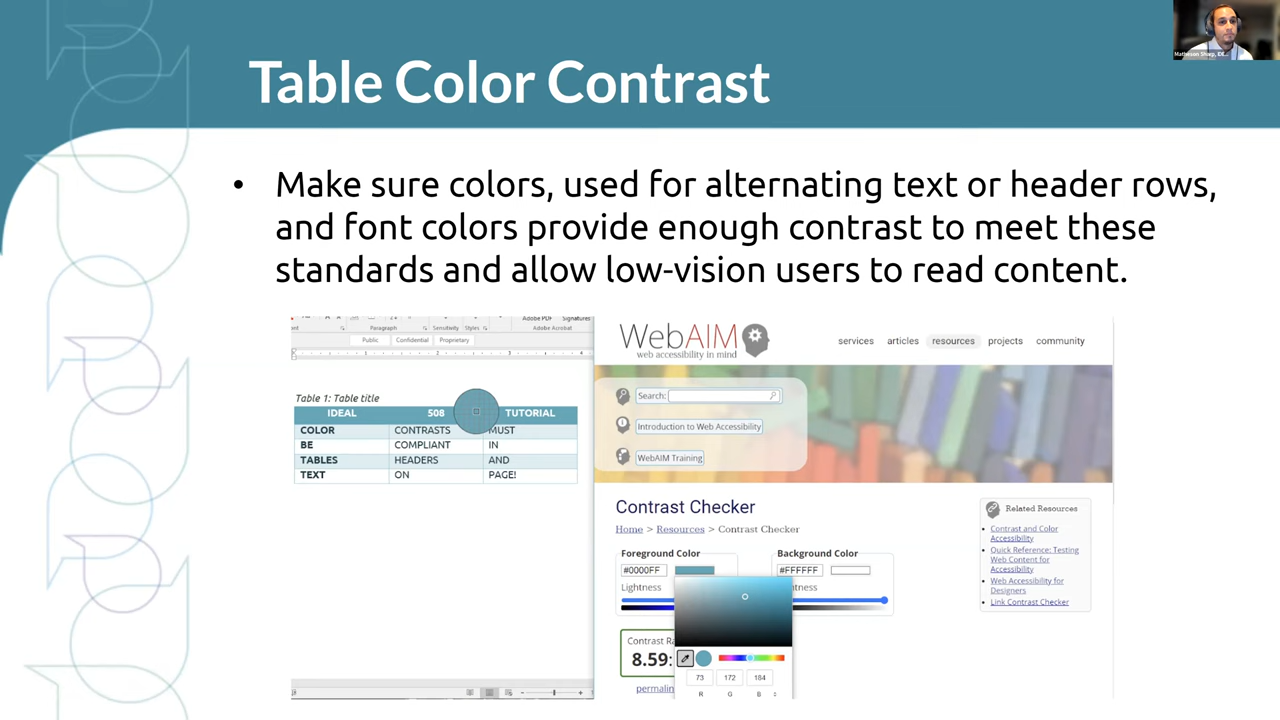 Table Color Contrast
• Make sure colors, used for alternating text or header rows,
and font colors provide enough contrast to meet these
standards and allow low-vision users to read content.
Adobe PDF Signatures
Paragraph Sensitivity Styles Adobe Acrobat
Public Confidential Proprietary
Table 1: Table title
IDEAL 508 TUTORIAL
COLOR CONTRASTS MUST
BE COMPLIANT IN
TABLES HEADERS AND
TEXT ON PAGE!
WebAIM
web accessibility in mind
services articles resources projects community
Search:
Introduction to Web Accessibility
WebAIM Training
Contrast Checker
Home > Resources > Contrast Checker
Foreground Color
#0000FF
Lightness
Background Color
#FFFFFF
Contrast Ra
8.59:
permalin
73 172 184
R G B
Related Resources
• Contrast and Color
Accessibility
• Quick Reference: Testing
Web Content for
Accessibility
• Web Accessibility for
Designers
• Link Contrast Checker